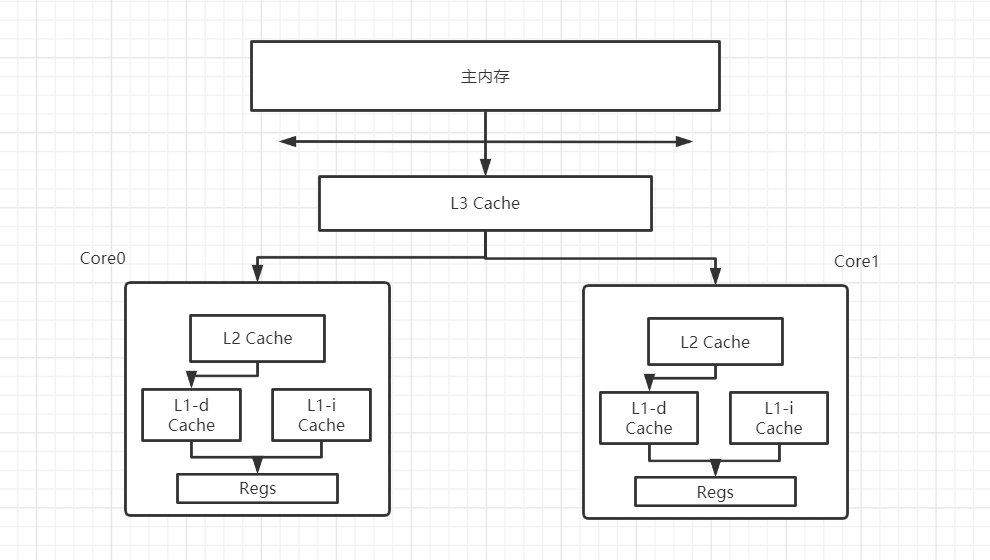 主内存
L3 Cache
Core0
Core1
L2 Cache
L1-d
Cache
L1-i
Cache
Regs
L2 Cache
L1-d
Cache
L1-i
Cache
Regs